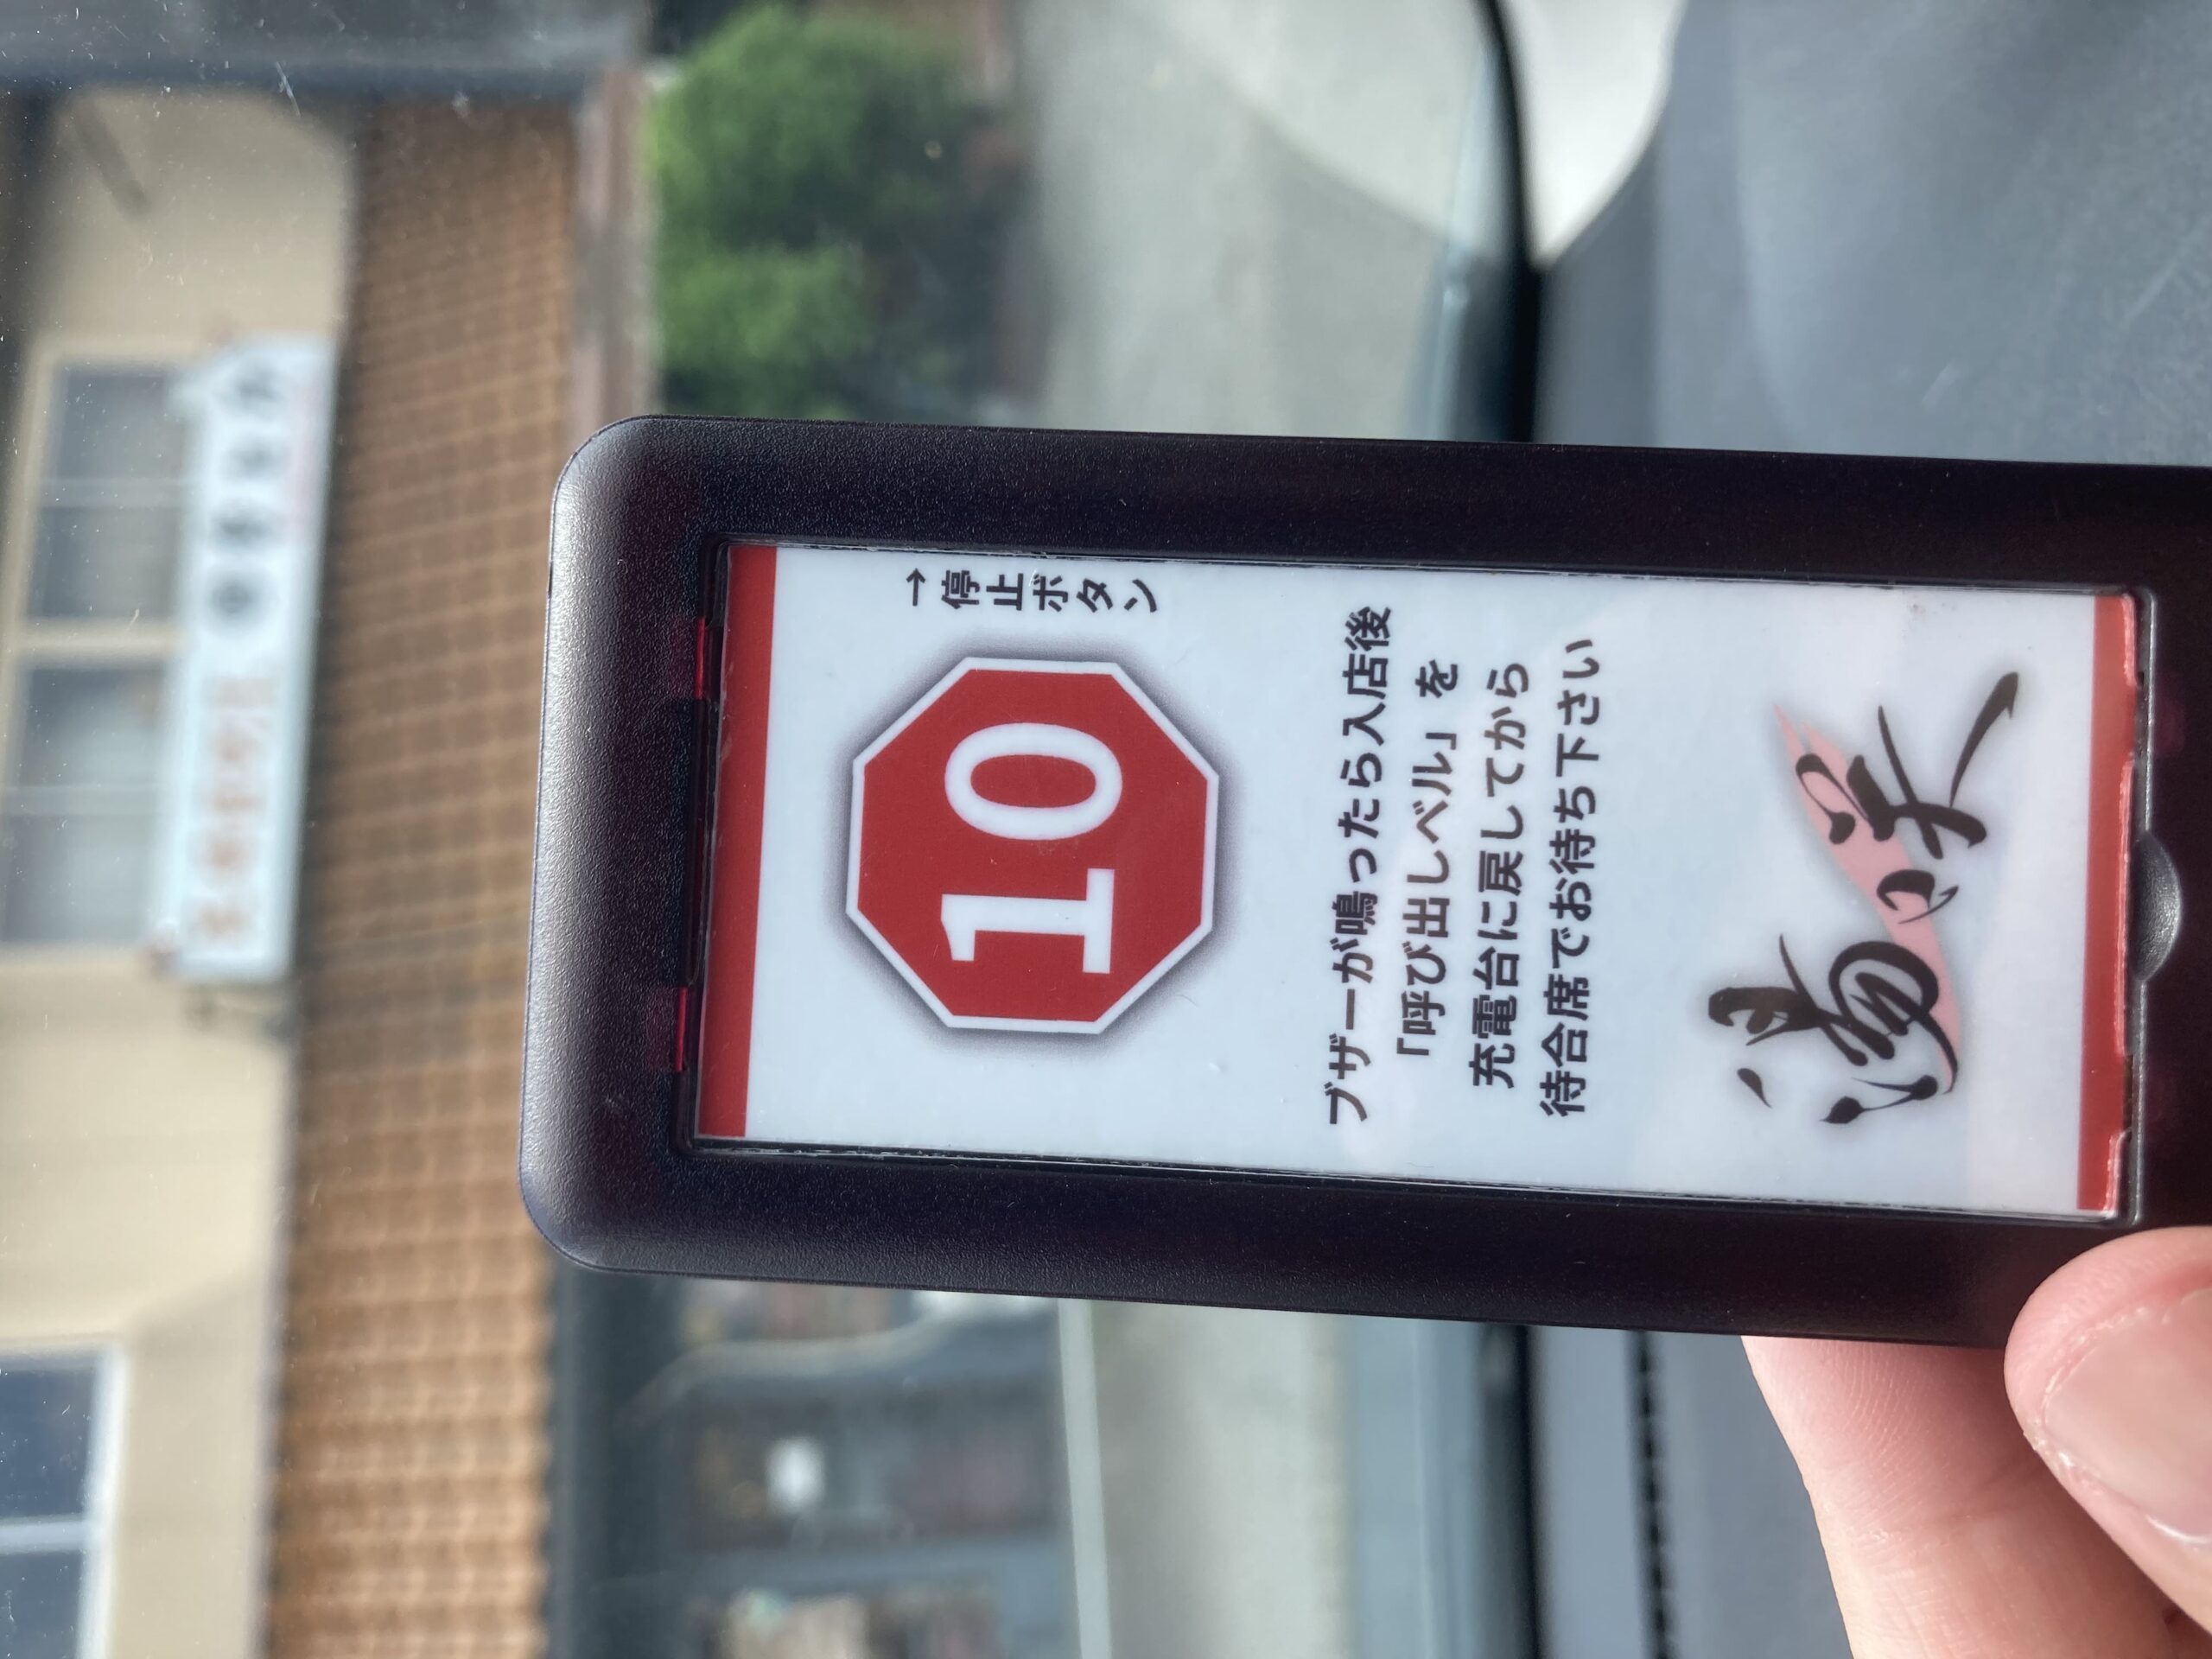 →停止ボタン
10
ブザーが鳴ったら入店後
「呼び出しベル」を
充電台に戻してから
待合席でお待ち下さい